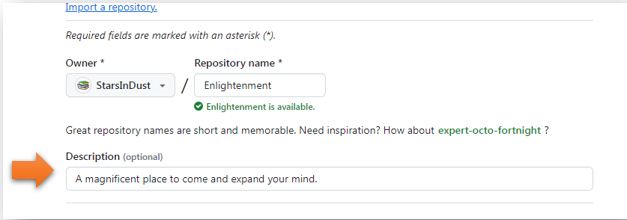 Import a repository.
Required fields are marked with an asterisk (*).
Owner * Repository name *
StarsInDust / Enlightenment
Enlightenment is available.
Great repository names are short and memorable. Need inspiration? How about expert-octo-fortnight ?
Description (optional)
A magnificent place to come and expand your mind.